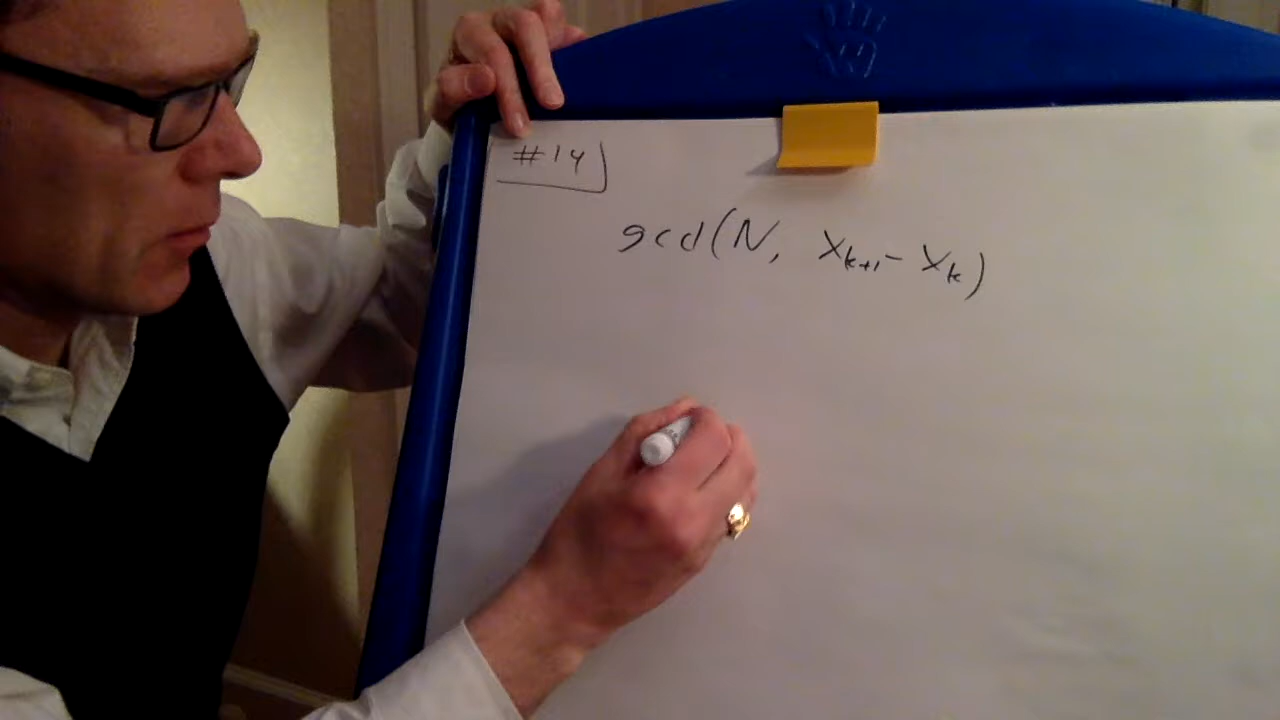 #14
gcd(N, x_{k+1} - x_k)